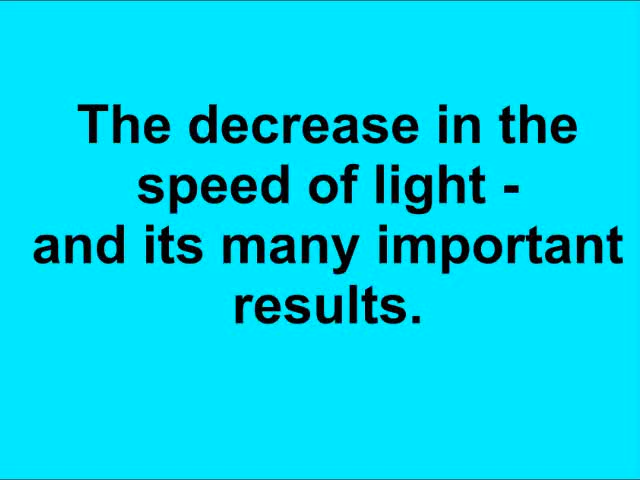 The decrease in the
speed of light -
and its many important
results.